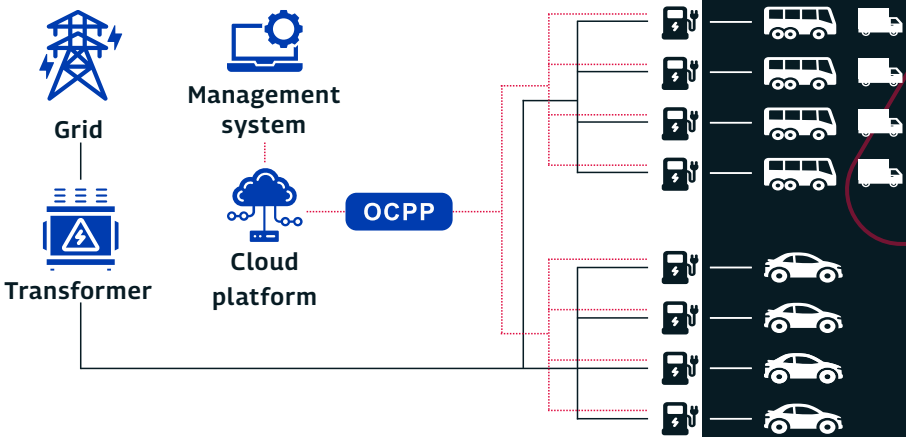 Management
system
Grid
OCPP
Cloud
platform
Transformer